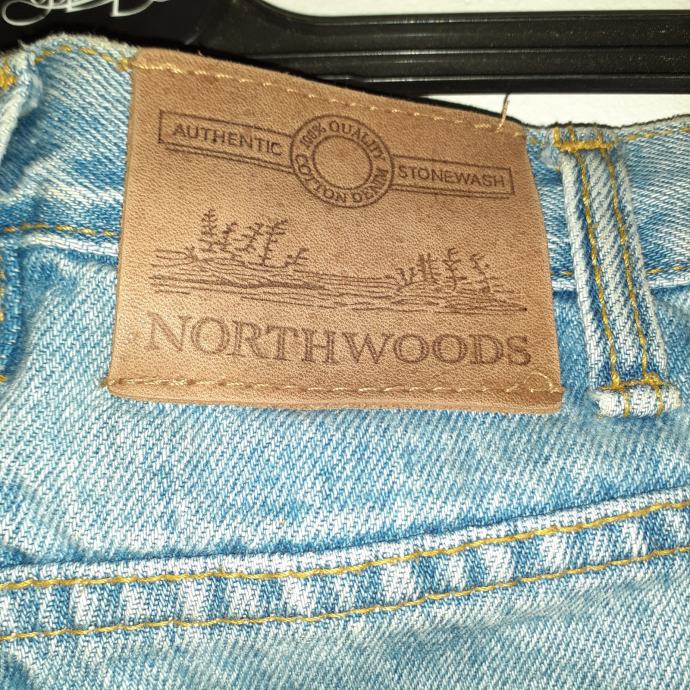 AUTHENTIC
100% QUALITY
COTTON DENIM
STONEWASH
NORTHWOODS